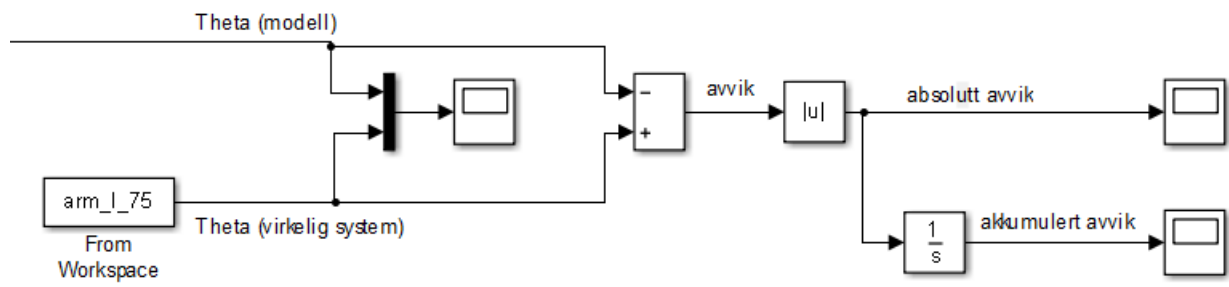 Theta (modell)
−
+
avvik
|u|
absolutt avvik
arm_l_75
From
Workspace
Theta (virkelig system)
1
s
akkumulert avvik